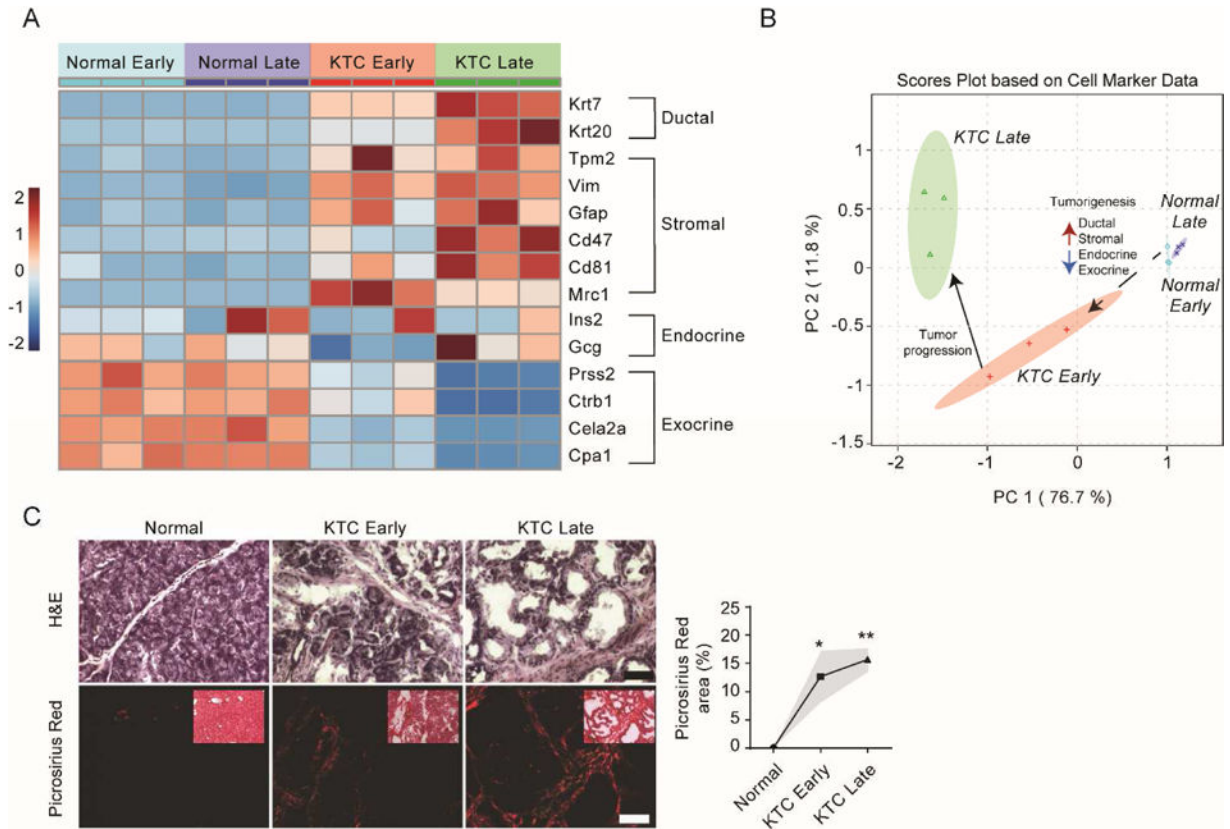 A
Normal Early Normal Late KTC Early KTC Late
2
1
0
-1
-2
Krt7
Krt20
Tpm2
Vim
Gfap
Cd47
Cd81
Mrc1
Ins2
Gcg
Prss2
Ctrb1
Cela2a
Cpa1
Ductal
Stromal
Endocrine
Exocrine
B
Scores Plot based on Cell Marker Data
KTC Late
Tumorigenesis
Ductal
Stromal
Endocrine
Exocrine
Normal
Late
Normal
Early
Tumor
progression
KTC Early
PC 2 ( 11.8 %)
1
0.5
0
-0.5
-1
-1.5
-2 -1 0 1
PC 1 ( 76.7 %)
C
Normal KTC Early KTC Late
H&E
Picrosirius Red
Picrosirius Red
area (%)
25
20
15
10
5
0
*
**
Normal
KTC Early
KTC Late